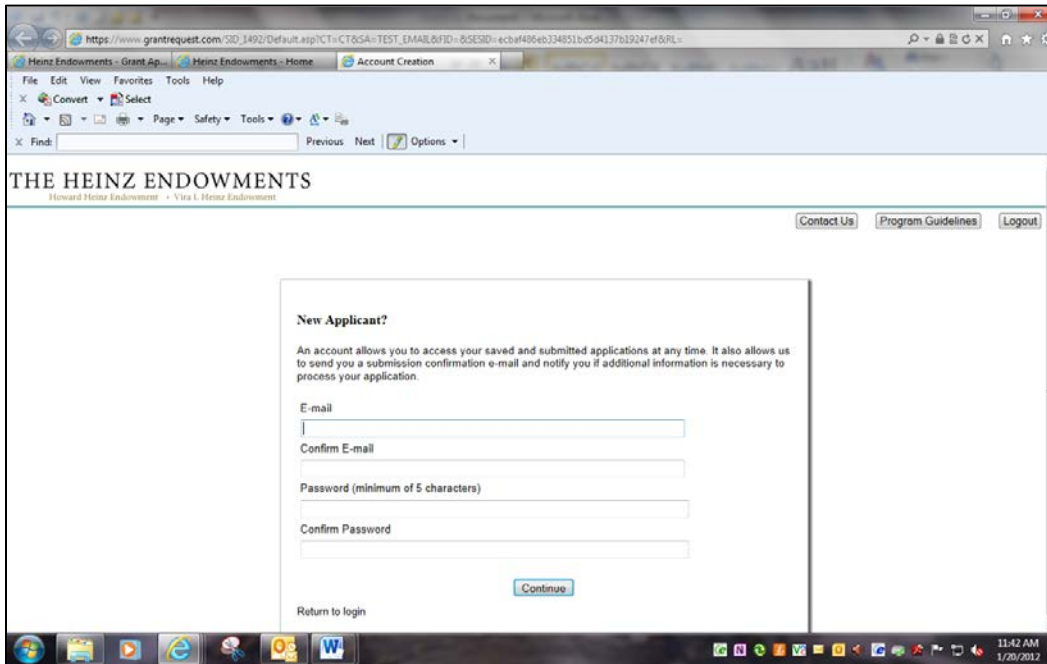 https://www.grantrequest.com/SID_1492/Default.asp?CT=CT&SA=TEST_EMAIL&FID=&SESID=ecbaf486eb334851bd5d4137b19247ef&RL=
Heinz Endowments - Grant Ap... Heinz Endowments - Home Account Creation
File Edit View Favorites Tools Help
Convert Select
Page Safety Tools
Find: Previous Next Options
THE HEINZ ENDOWMENTS
Howard Heinz Endowment • Vira I. Heinz Endowment
Contact Us Program Guidelines Logout
New Applicant?
An account allows you to access your saved and submitted applications at any time. It also allows us
to send you a submission confirmation e-mail and notify you if additional information is necessary to
process your application.
E-mail
Confirm E-mail
Password (minimum of 5 characters)
Confirm Password
Continue
Return to login
11:42 AM
1/20/2012